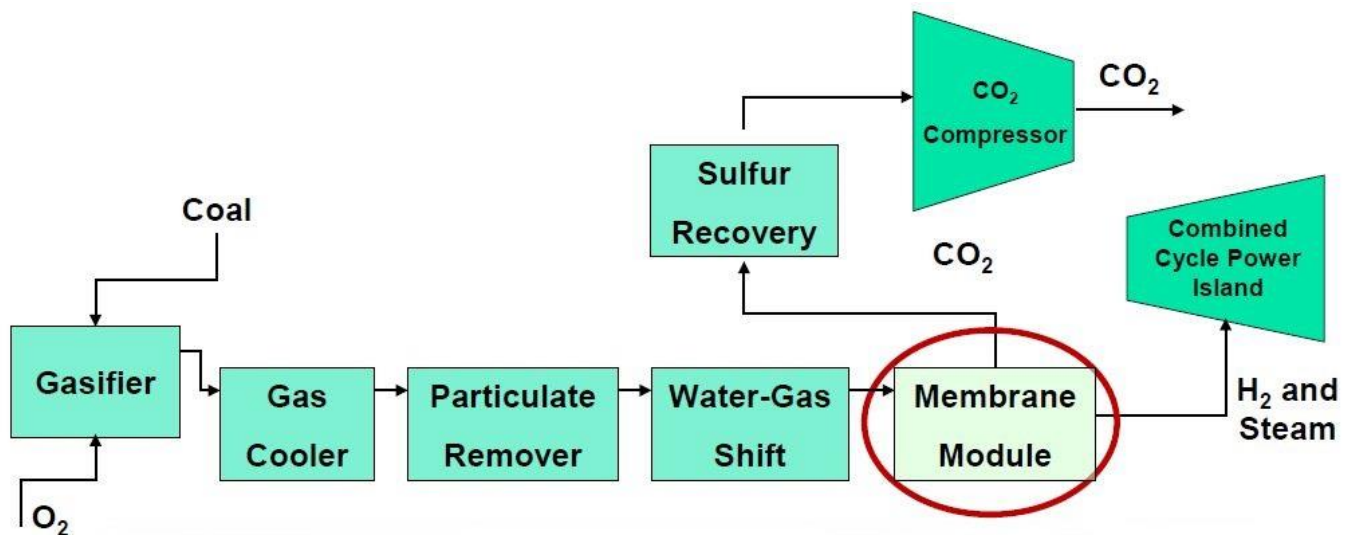 CO₂
Compressor
CO₂
Sulfur
Recovery
Coal
CO₂
Combined
Cycle Power
Island
Gasifier
Gas
Cooler
Particulate
Remover
Water-Gas
Shift
Membrane
Module
H₂ and
Steam
O₂